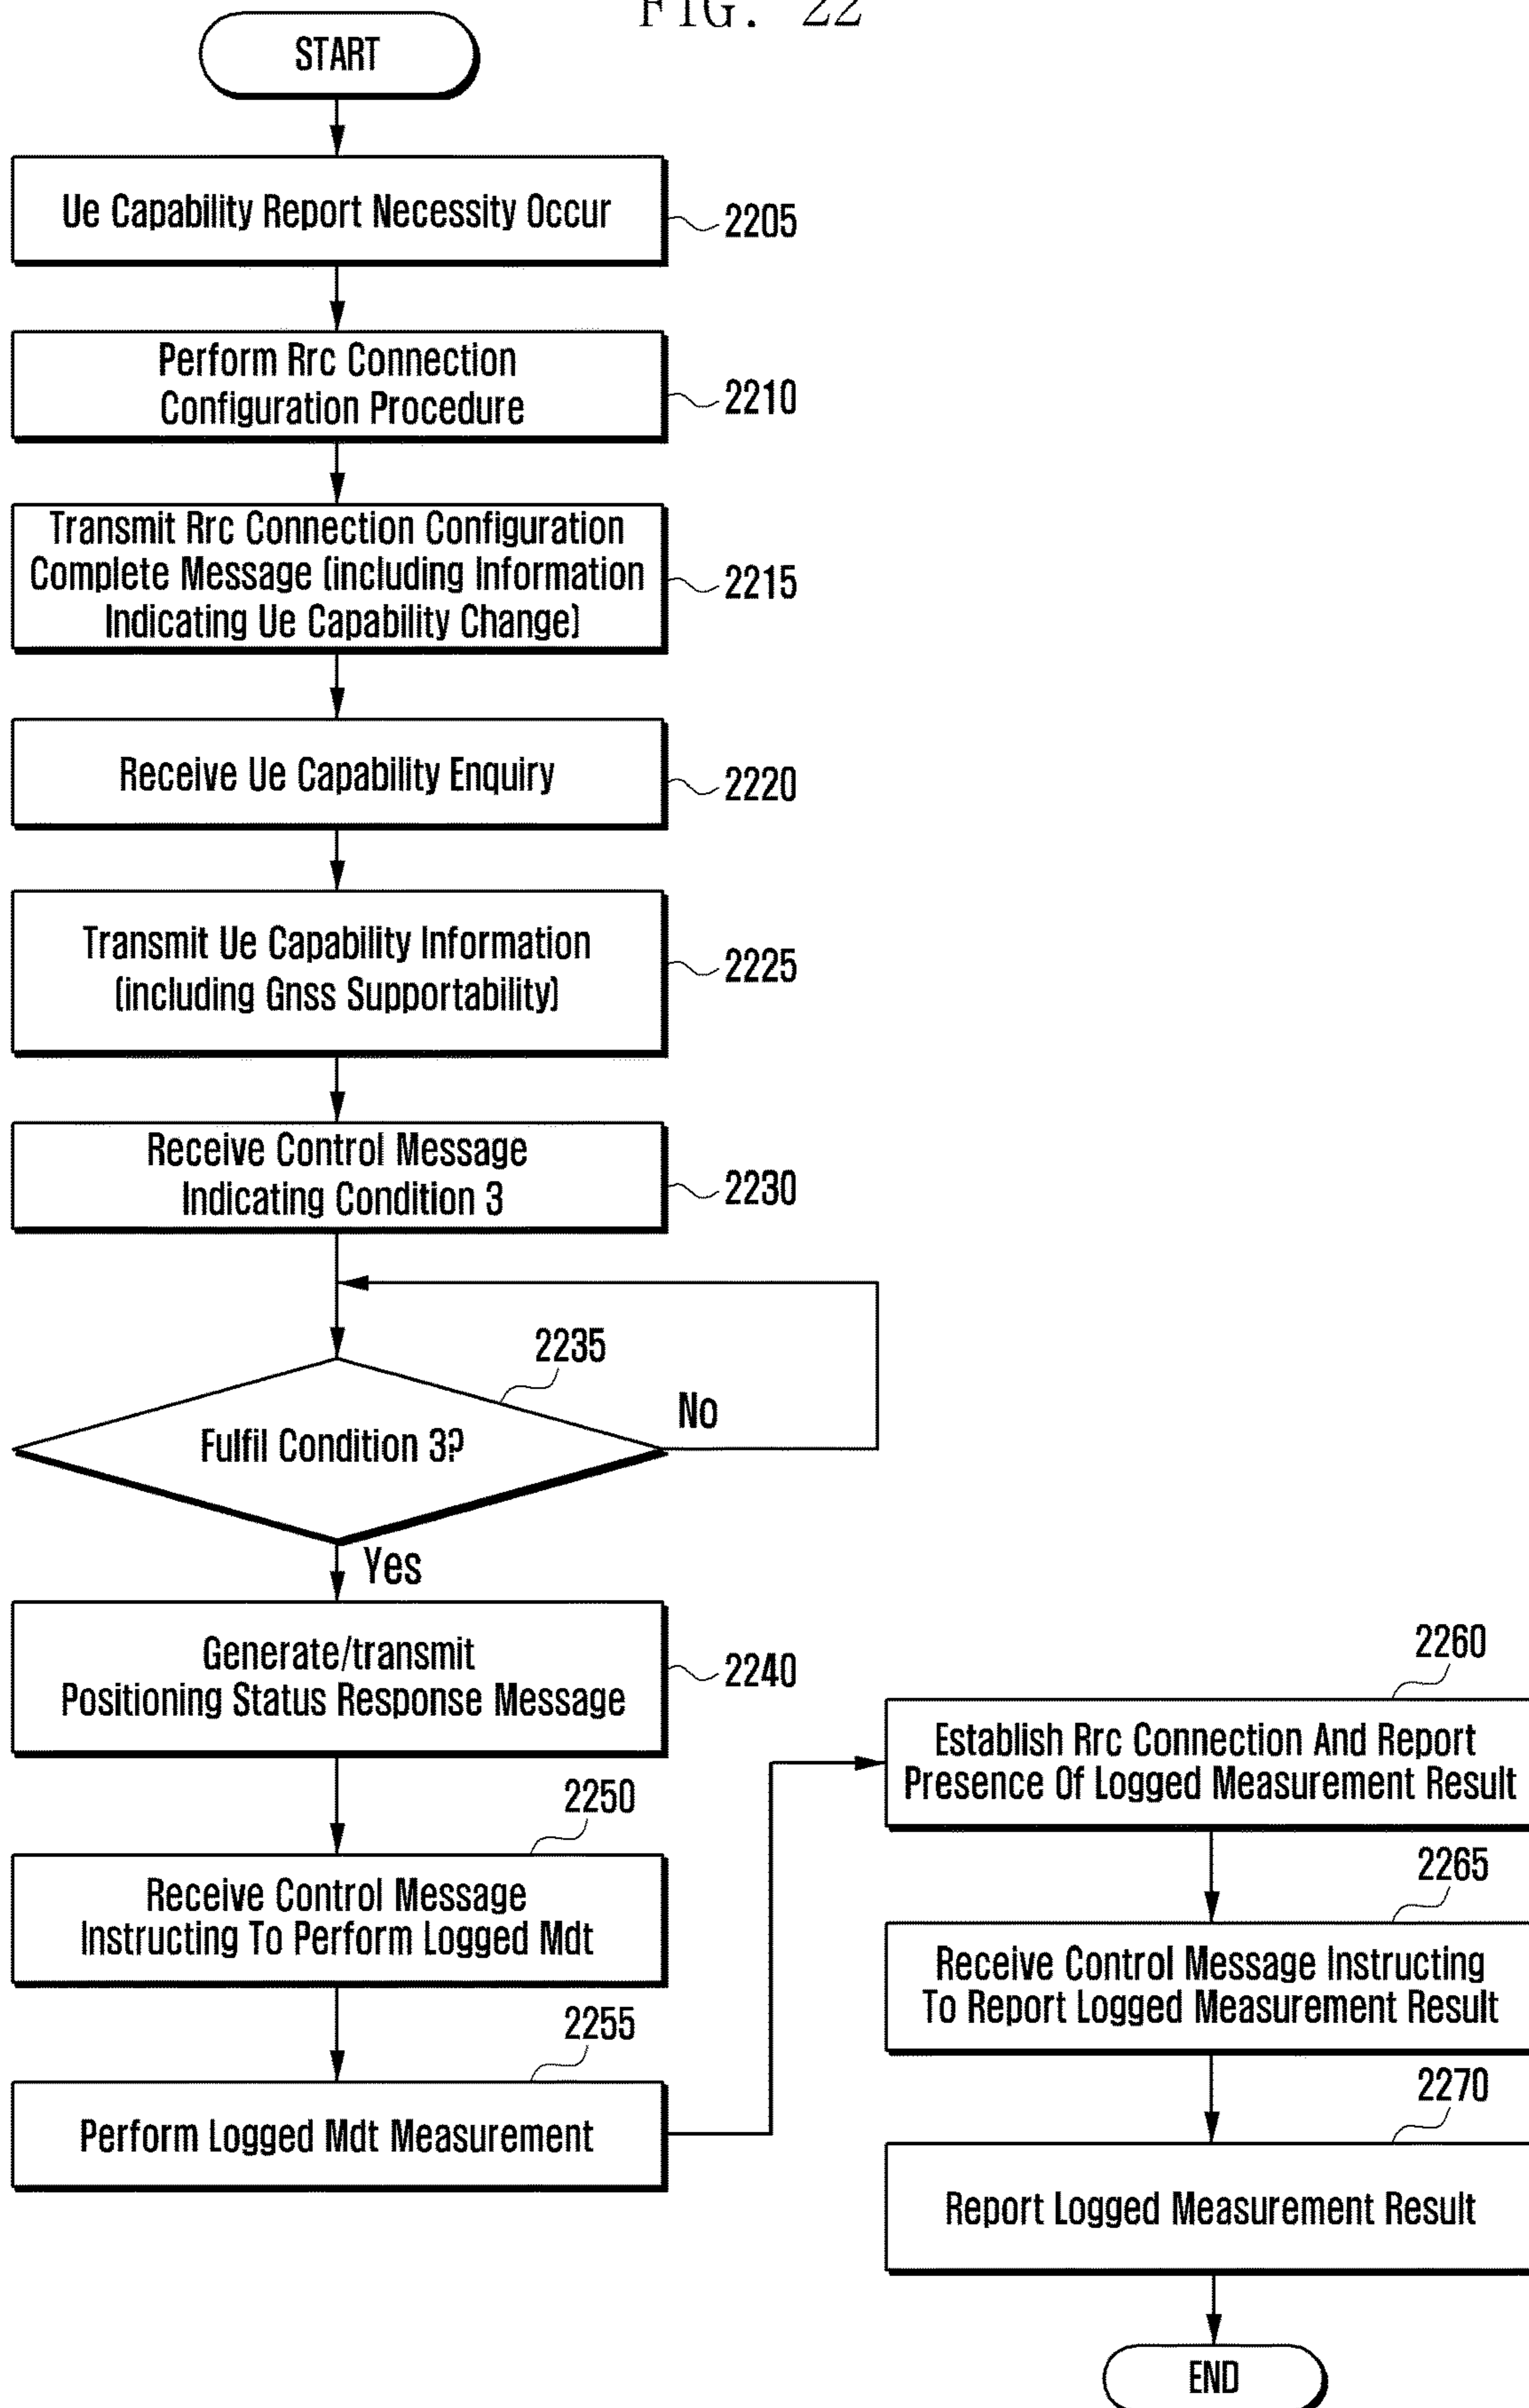 FIG. 22
START
Ue Capability Report Necessity Occur
2205
Perform Rrc Connection
Configuration Procedure
2210
Transmit Rrc Connection Configuration
Complete Message (including Information
Indicating Ue Capability Change)
2215
Receive Ue Capability Enquiry
2220
Transmit Ue Capability Information
(including Gnss Supportability)
2225
Receive Control Message
Indicating Condition 3
2230
2235
Fulfil Condition 3?
No
Yes
Generate/transmit
Positioning Status Response Message
2240
2250
Receive Control Message
Instructing To Perform Logged Mdt
2255
Perform Logged Mdt Measurement
2260
Establish Rrc Connection And Report
Presence Of Logged Measurement Result
2265
Receive Control Message Instructing
To Report Logged Measurement Result
2270
Report Logged Measurement Result
END